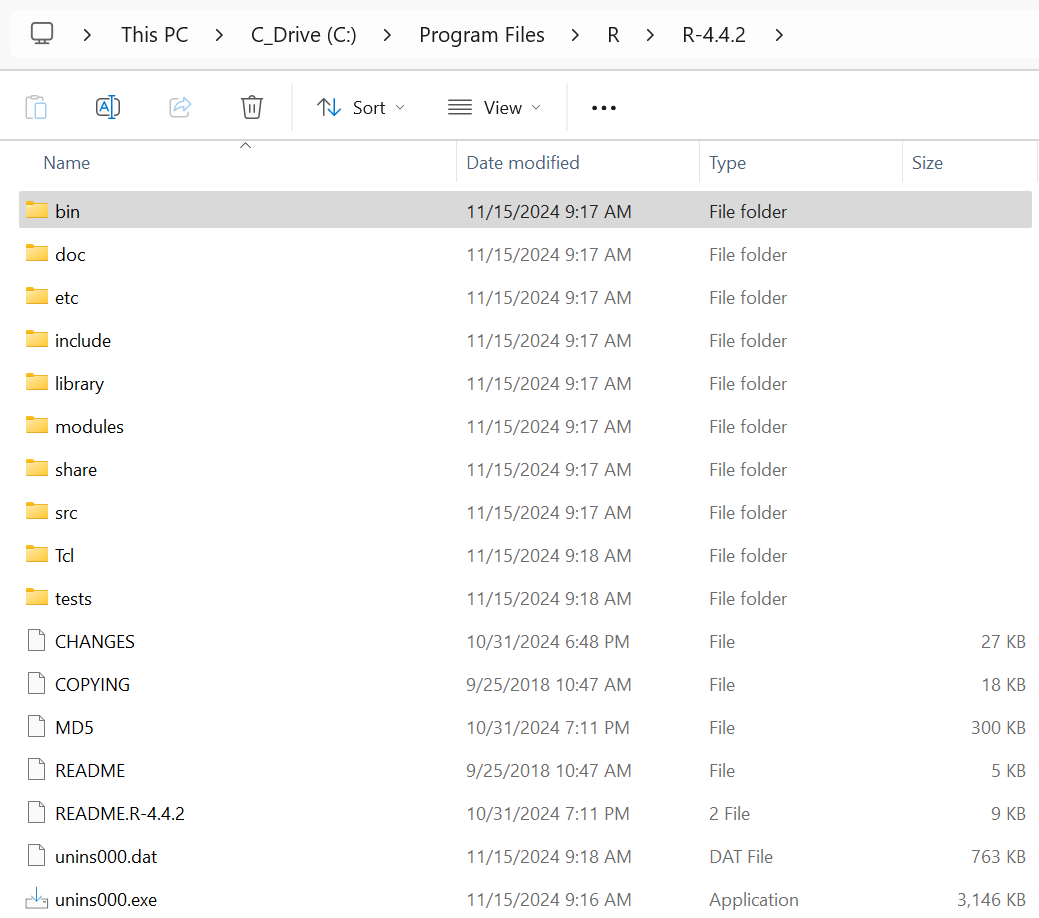 This PC > C_Drive (C:) > Program Files > R > R-4.4.2 >
Sort View
Name Date modified Type Size
bin 11/15/2024 9:17 AM File folder
doc 11/15/2024 9:17 AM File folder
etc 11/15/2024 9:17 AM File folder
include 11/15/2024 9:17 AM File folder
library 11/15/2024 9:17 AM File folder
modules 11/15/2024 9:17 AM File folder
share 11/15/2024 9:17 AM File folder
src 11/15/2024 9:17 AM File folder
Tcl 11/15/2024 9:18 AM File folder
tests 11/15/2024 9:18 AM File folder
CHANGES 10/31/2024 6:48 PM File 27 KB
COPYING 9/25/2018 10:47 AM File 18 KB
MD5 10/31/2024 7:11 PM File 300 KB
README 9/25/2018 10:47 AM File 5 KB
README.R-4.4.2 10/31/2024 7:11 PM 2 File 9 KB
unins000.dat 11/15/2024 9:18 AM DAT File 763 KB
unins000.exe 11/15/2024 9:16 AM Application 3,146 KB